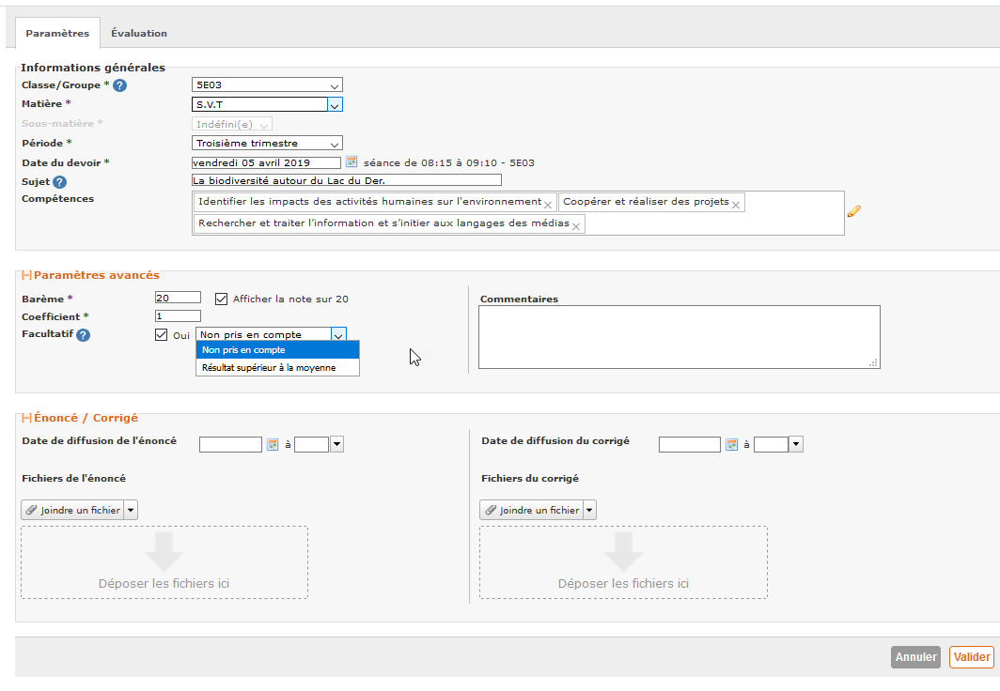 Paramètres Évaluation
Informations générales
Classe/Groupe * ? 5E03
Matière * S.V.T
Sous-matière * Indéfini(e)
Période * Troisième trimestre
Date du devoir * vendredi 05 avril 2019 séance de 08:15 à 09:10 - 5E03
Sujet ? La biodiversité autour du Lac du Der.
Compétences Identifier les impacts des activités humaines sur l'environnement Coopérer et réaliser des projets
Rechercher et traiter l'information et s'initier aux langages des médias
Paramètres avancés
Barème * 20 Afficher la note sur 20
Coefficient * 1
Facultatif ? Oui Non pris en compte
Non pris en compte
Résultat supérieur à la moyenne
Commentaires
Énoncé / Corrigé
Date de diffusion de l'énoncé à
Fichiers de l'énoncé
Joindre un fichier
Déposer les fichiers ici
Date de diffusion du corrigé à
Fichiers du corrigé
Joindre un fichier
Déposer les fichiers ici
Annuler Valider